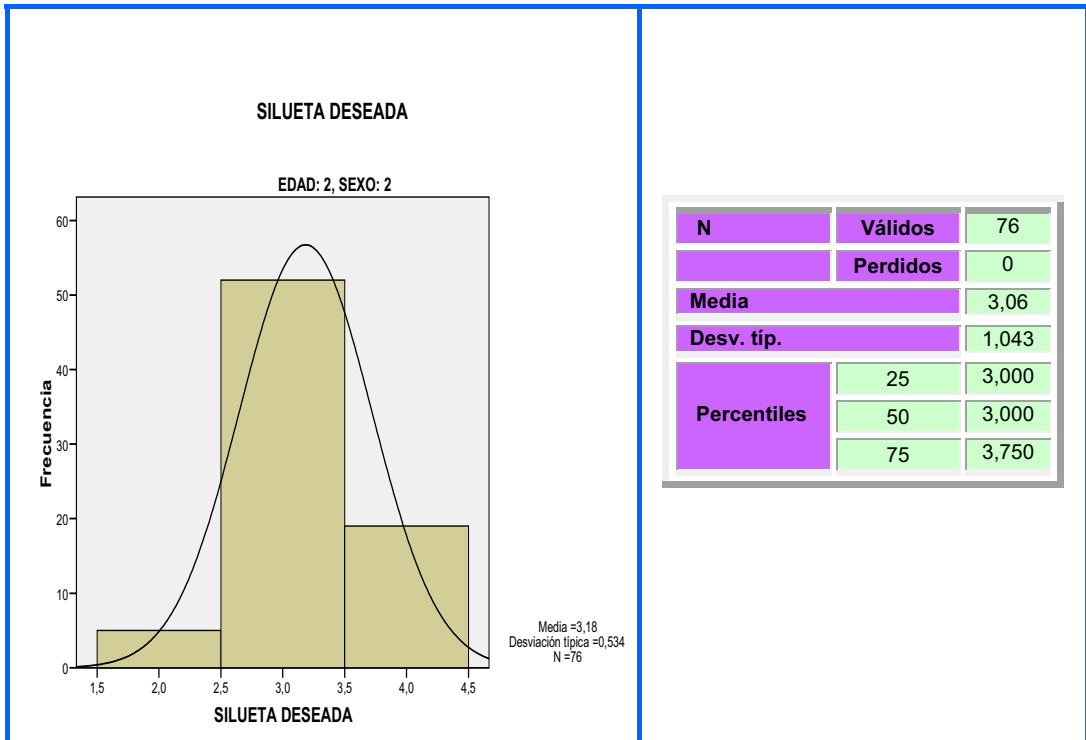 SILUETA DESEADA
EDAD: 2, SEXO: 2
Frecuencia
60
50
40
30
20
10
0
1,5 2,0 2,5 3,0 3,5 4,0 4,5
SILUETA DESEADA
Media =3,18
Desviación típica =0,534
N =76
N Válidos 76
Perdidos 0
Media 3,06
Desv. típ. 1,043
Percentiles 25 3,000
50 3,000
75 3,750